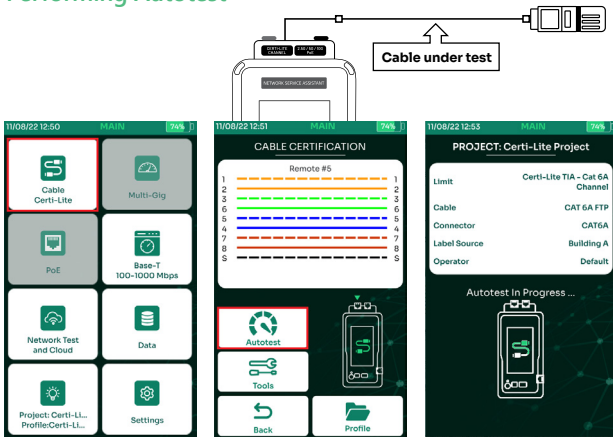 Performing Autotest
CERTI-LITE
CHANNEL
2.5G / 5G / 10G
PoE
NETWORK SERVICE ASSISTANT
Cable under test
11/08/22 12:50 MAIN 74%
Cable
Certi-Lite
Multi-Gig
PoE
Base-T
100-1000 Mbps
Network Test
and Cloud
Data
Project: Certi-Li...
Profile:Certi-Li...
Settings
11/08/22 12:51 MAIN 74%
CABLE CERTIFICATION
Remote #5
1 1
2 2
3 3
6 6
5 5
4 4
7 7
8 8
S S
Autotest
Tools
Back
Profile
11/08/22 12:53 MAIN 74%
PROJECT: Certi-Lite Project
Limit Certi-Lite TIA - Cat 6A
Channel
Cable CAT 6A FTP
Connector CAT6A
Label Source Building A
Operator Default
Autotest In Progress ...